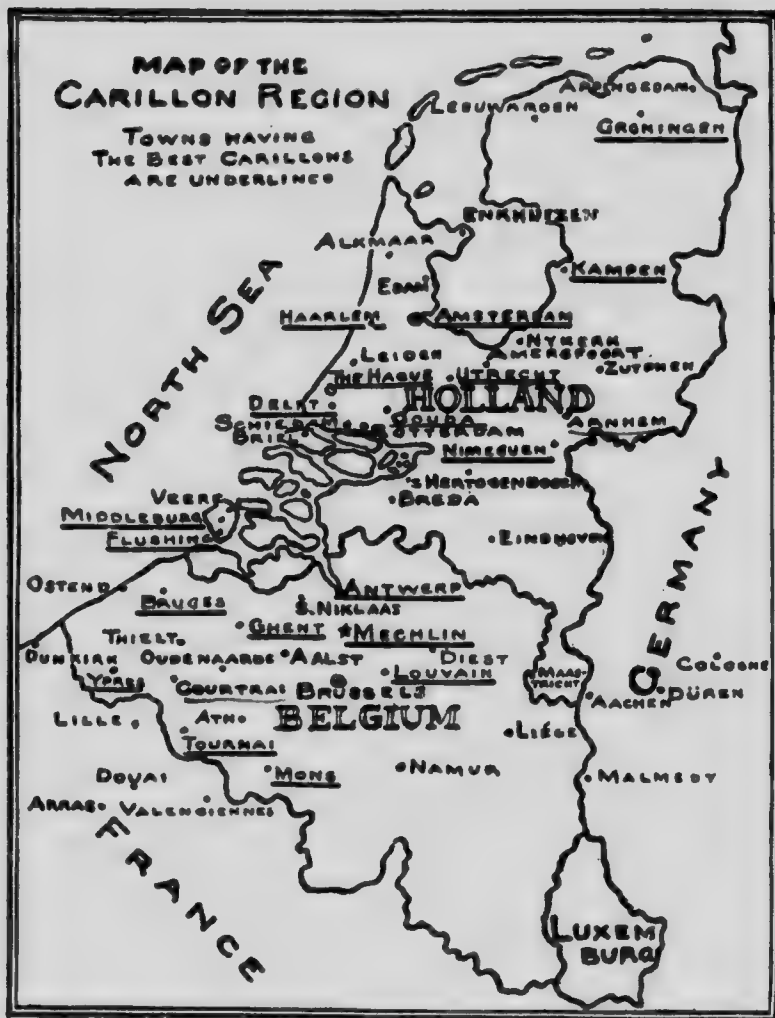 MAP OF THE
CARILLON REGION
TOWNS HAVING
THE BEST CARILLONS
ARE UNDERLINED
APPINGEDAM
LEEUWARDEN
GRONINGEN
ENKHUIZEN
ALKMAAR
KAMPEN
EDAM
NORTH SEA
HAARLEM
AMSTERDAM
NYKERK
LEIDEN
AMERSFOORT
THE HAGUE
UTRECHT
ZUTPHEN
DELFT
HOLLAND
GOUDA
ARNHEM
SCHIEDAM
ROTTERDAM
BRIEL
NIMEGUEN
'S HERTOGENBOSCH
BREDA
VEERE
MIDDLEBURG
FLUSHING
EINDHOVEN
GERMANY
OSTEND
ANTWERP
BRUGES
S. NIKLAAS
GHENT
MECHLIN
THIELT
DUNKIRK
OUDENAARDE
AALST
DIEST
COLOGNE
YPRES
LOUVAIN
MAAS-
TRICHT
COURTRAI
BRUSSELS
AACHEN
DÜREN
LILLE
ATH
BELGIUM
LIÉGE
TOURNAI
DOUAI
MONS
NAMUR
MALMEDY
ARRAS
VALENCIENNES
FRANCE
LUXEM
BURG